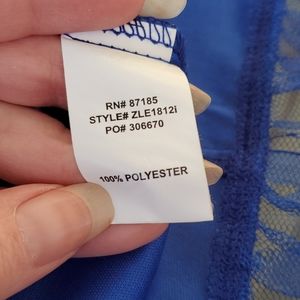 RN# 87185
STYLE# ZLE1812i
PO# 306670
100% POLYESTER